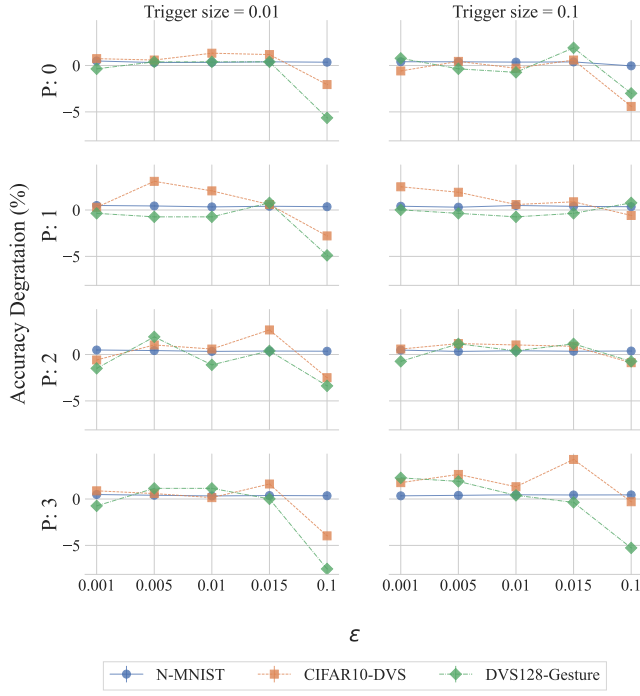 Trigger size = 0.01 Trigger size = 0.1
P: 0
0
−5
P: 1
0
−5
P: 2
0
−5
P: 3
0
−5
Accuracy Degrataion (%)
0.001 0.005 0.01 0.015 0.1 0.001 0.005 0.01 0.015 0.1
ε
N-MNIST CIFAR10-DVS DVS128-Gesture